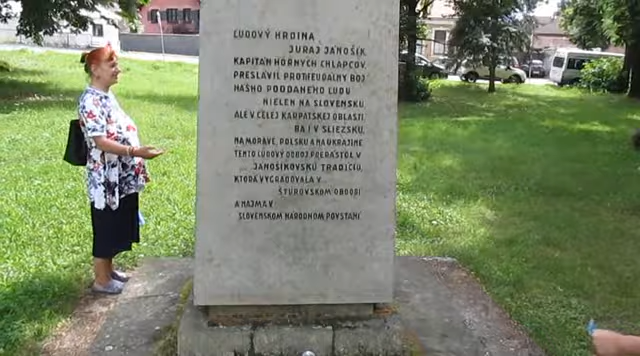 ĽUDOVÝ HRDINA
JURAJ JÁNOŠÍK,
KAPITÁN HORNÝCH CHLAPCOV,
PRESLÁVIL PROTIFEUDÁLNY BOJ
NÁŠHO PODDANÉHO ĽUDU
NIELEN NA SLOVENSKU,
ALE V CELEJ KARPATSKEJ OBLASTI,
BA I V SLIEZSKU,
NA MORAVE, POĽSKU A NA UKRAJINE.
TENTO ĽUDOVÝ ODBOJ PRERÁSTOL V
JÁNOŠÍKOVSKÚ TRADÍCIU,
KTORÁ VYGRADOVALA V
ŠTÚROVSKOM OBDOBÍ
A NAJMÄ V
SLOVENSKOM NÁRODNOM POVSTANÍ.